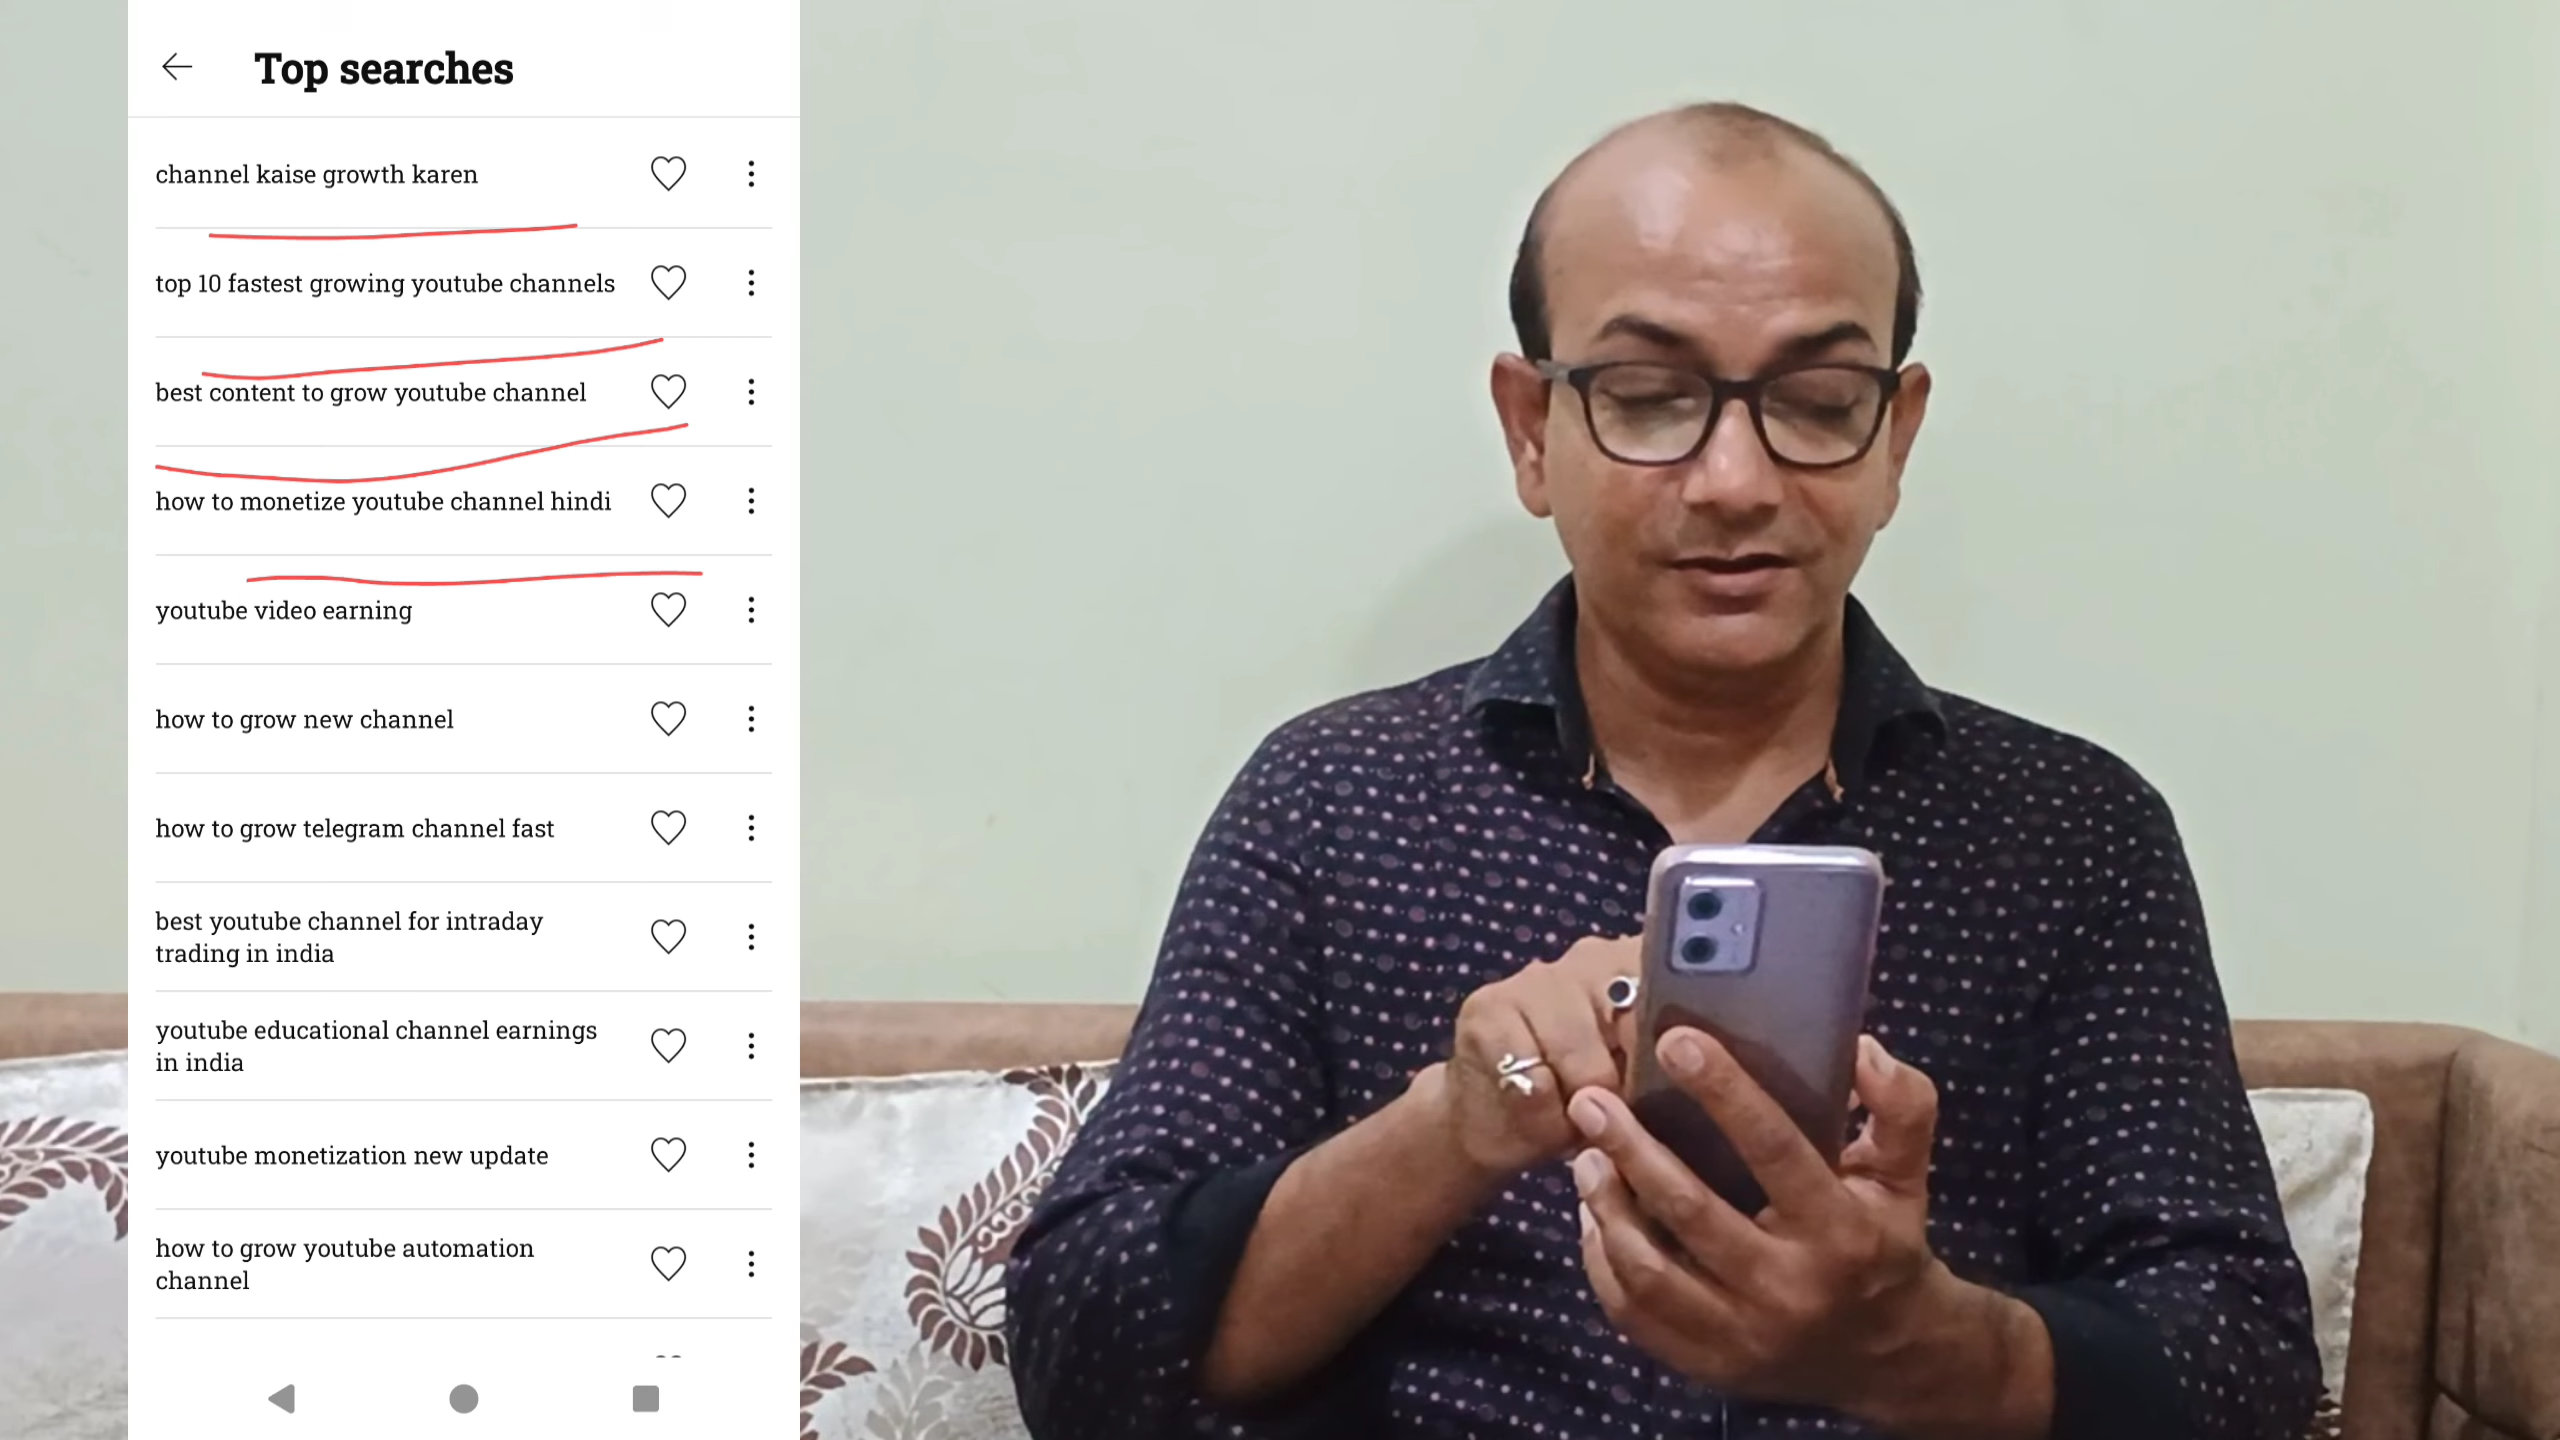 Top searches
channel kaise growth karen
top 10 fastest growing youtube channels
best content to grow youtube channel
how to monetize youtube channel hindi
youtube video earning
how to grow new channel
how to grow telegram channel fast
best youtube channel for intraday
trading in india
youtube educational channel earnings
in india
youtube monetization new update
how to grow youtube automation
channel